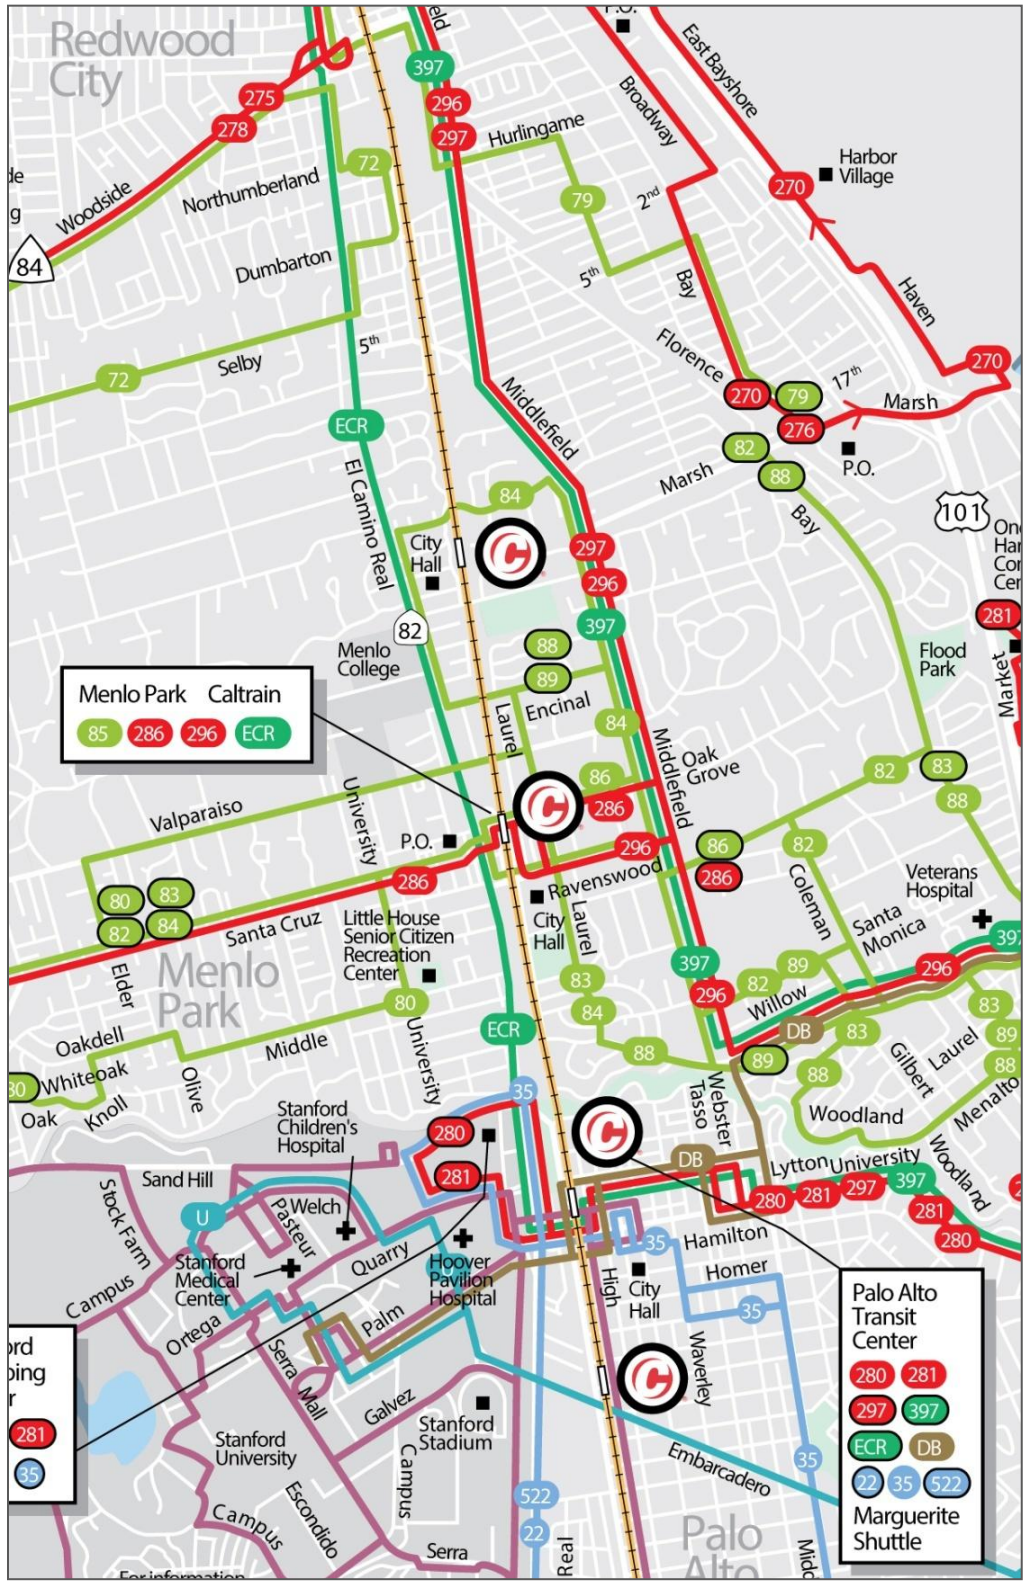 Redwood
City
P.O.
East Bayshore
397
296
297
275
278
Hurlingame
Broadway
Harbor
Village
72
79
2nd
270
Northumberland
Woodside
84
Dumbarton
5th
Bay
Haven
Selby
5th
72
Florence
17th
270
270
79
276
Marsh
Middlefield
ECR
82
88
Marsh
P.O.
Bay
El Camino Real
84
101
City
Hall
297
296
397
281
82
Menlo
College
88
89
Encinal
Flood
Park
Market
Menlo Park Caltrain
85
286
296
ECR
Laurel
84
Middlefield
Oak
Grove
82
83
88
Valparaiso
University
86
286
P.O.
296
86
286
82
Veterans
Hospital
286
Ravenswood
Coleman
80
83
82
84
Santa Cruz
Little House
Senior Citizen
Recreation
Center
City
Hall
Laurel
Santa
Monica
Elder
Menlo
Park
397
296
89
82
Willow
296
397
83
84
80
ECR
DB
83
83
Oakdell
Middle
University
88
89
88
Gilbert
Laurel
89
88
Whiteoak
Oak
Knoll
Olive
35
Tasso
Webster
Woodland
Menalto
Stanford
Children's
Hospital
280
281
DB
Lytton
University
Woodland
Sand Hill
Stock Farm
U
Pasteur
Welch
280
281
297
397
281
280
Quarry
Stanford
Medical
Center
Hoover
Pavilion
Hospital
35
Hamilton
Homer
High
City
Hall
35
Campus
Ortega
Palm
Serra Mall
Waverley
Palo Alto
Transit
Center
280
281
297
397
ECR
DB
22
35
522
Marguerite
Shuttle
281
35
Galvez
Stanford
University
Stanford
Stadium
Campus
Embarcadero
35
Escondido
522
22
Campus
Serra
Real
Palo
Alto